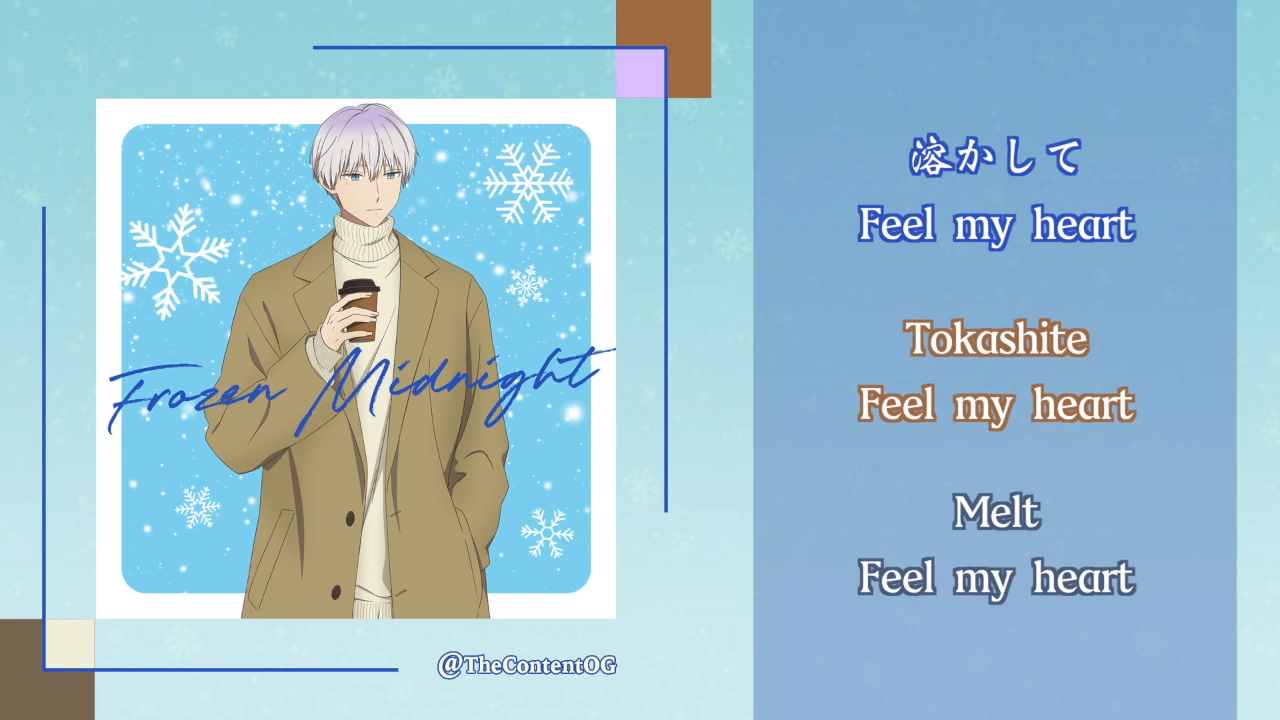 Frozen Midnight
@TheContentOG
溶かして
Feel my heart
Tokashite
Feel my heart
Melt
Feel my heart